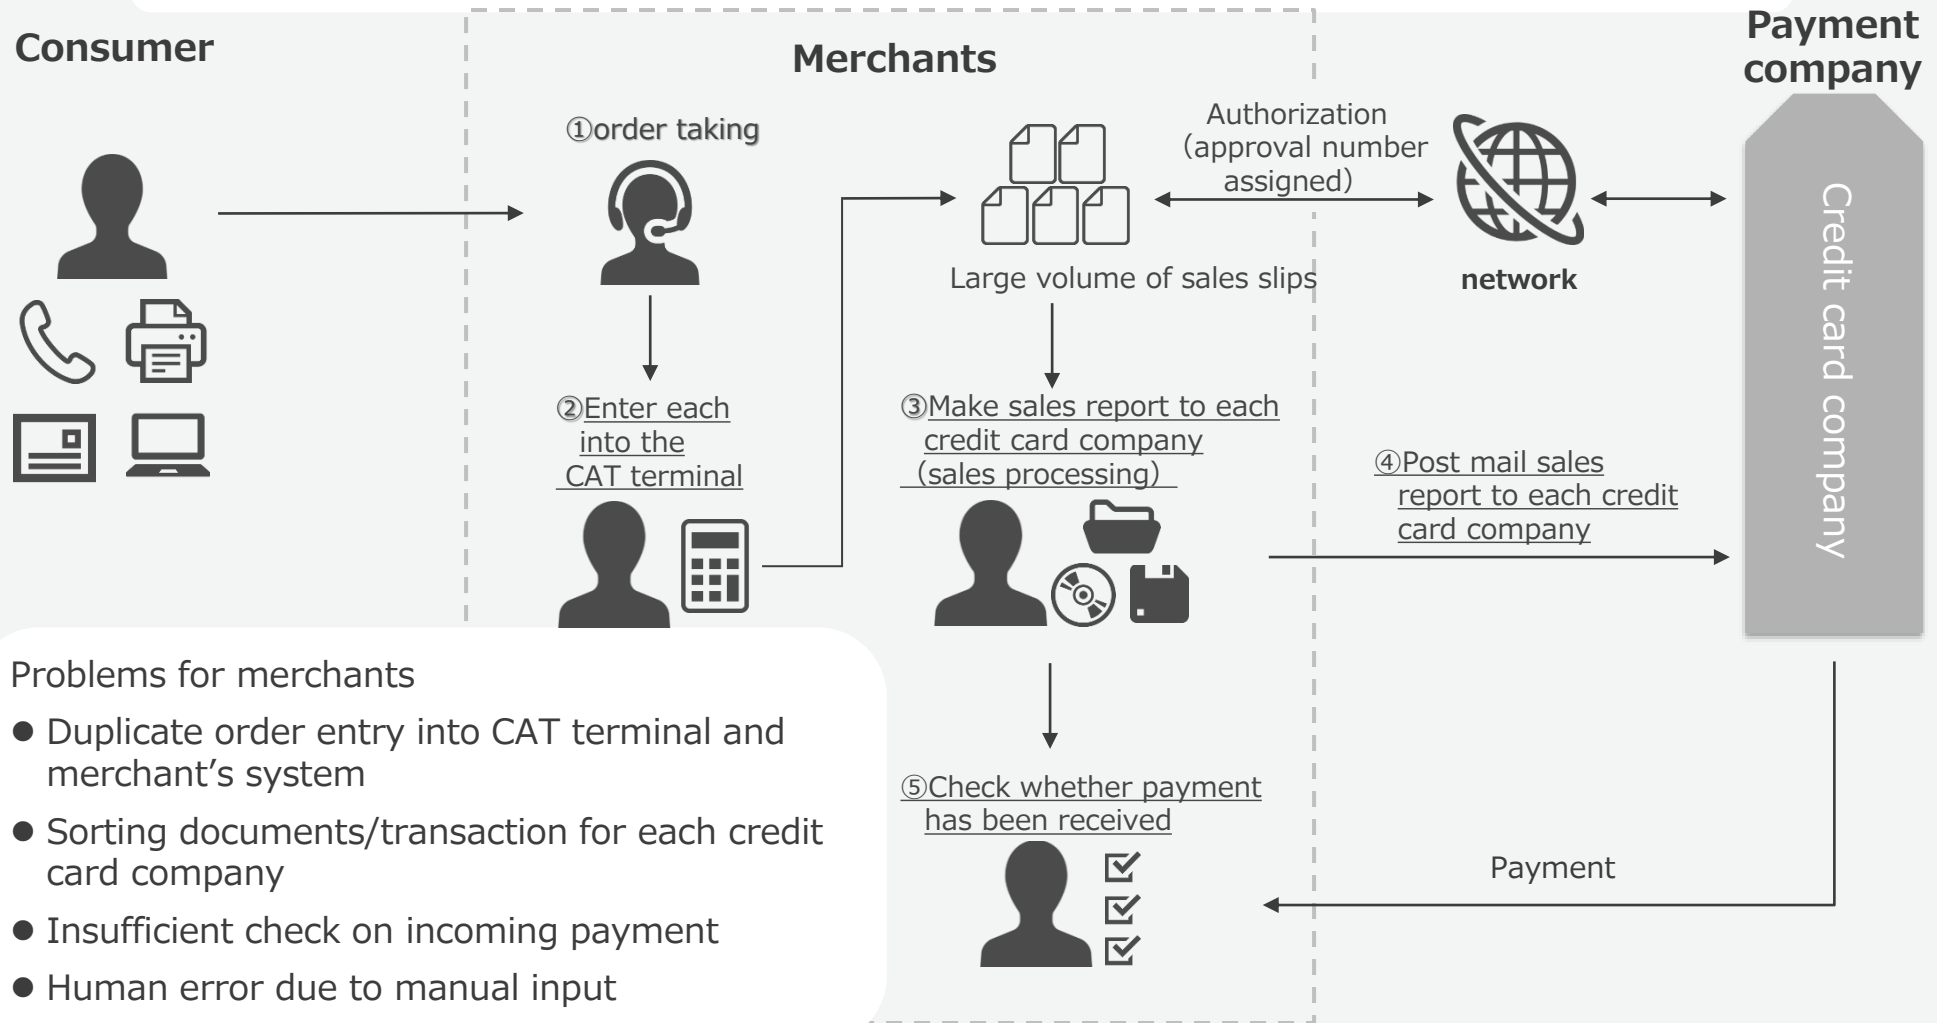 Consumer
Merchants
Payment
company
①order taking
Authorization
（approval number
assigned）
Large volume of sales slips
network
Credit card company
②Enter each
into the
CAT terminal
③Make sales report to each
credit card company
（sales processing）
④Post mail sales
report to each credit
card company
⑤Check whether payment
has been received
Payment
Problems for merchants
● Duplicate order entry into CAT terminal and
merchant’s system
● Sorting documents/transaction for each credit
card company
● Insufficient check on incoming payment
● Human error due to manual input